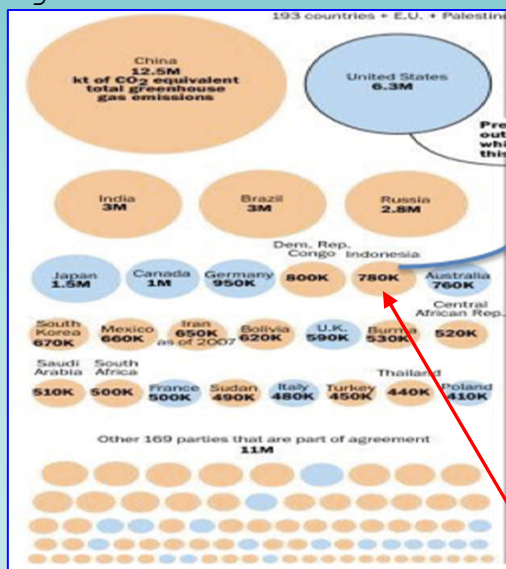 193 countries + E.U. + Palestine
China
12.5M
kt of CO2 equivalent
total greenhouse
gas emissions
United States
6.3M
India
3M
Brazil
3M
Russia
2.8M
Japan
1.5M
Canada
1M
Germany
950K
Dem. Rep.
Congo
800K
Indonesia
780K
Australia
760K
South
Korea
670K
Mexico
660K
Iran
650K
as of 2007
Bolivia
620K
U.K.
590K
Burma
530K
Central
African Rep.
520K
Saudi
Arabia
510K
South
Africa
500K
France
500K
Sudan
490K
Italy
480K
Turkey
450K
Thailand
440K
Poland
410K
Other 169 parties that are part of agreement
11M